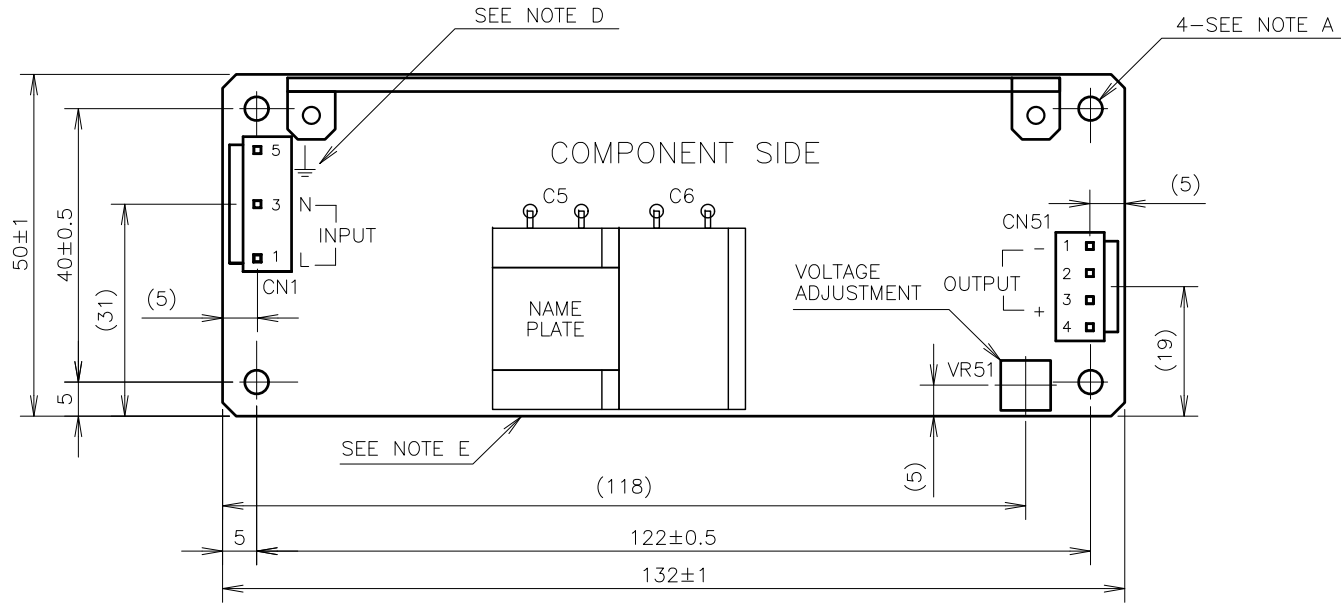 SEE NOTE D
4-SEE NOTE A
COMPONENT SIDE
5
3
1
N
INPUT
L
CN1
C5
C6
NAME
PLATE
VOLTAGE
ADJUSTMENT
OUTPUT
-
+
CN51
1
2
3
4
VR51
(5)
(19)
50±1
40±0.5
(31)
(5)
5
SEE NOTE E
(118)
(5)
5
122±0.5
132±1